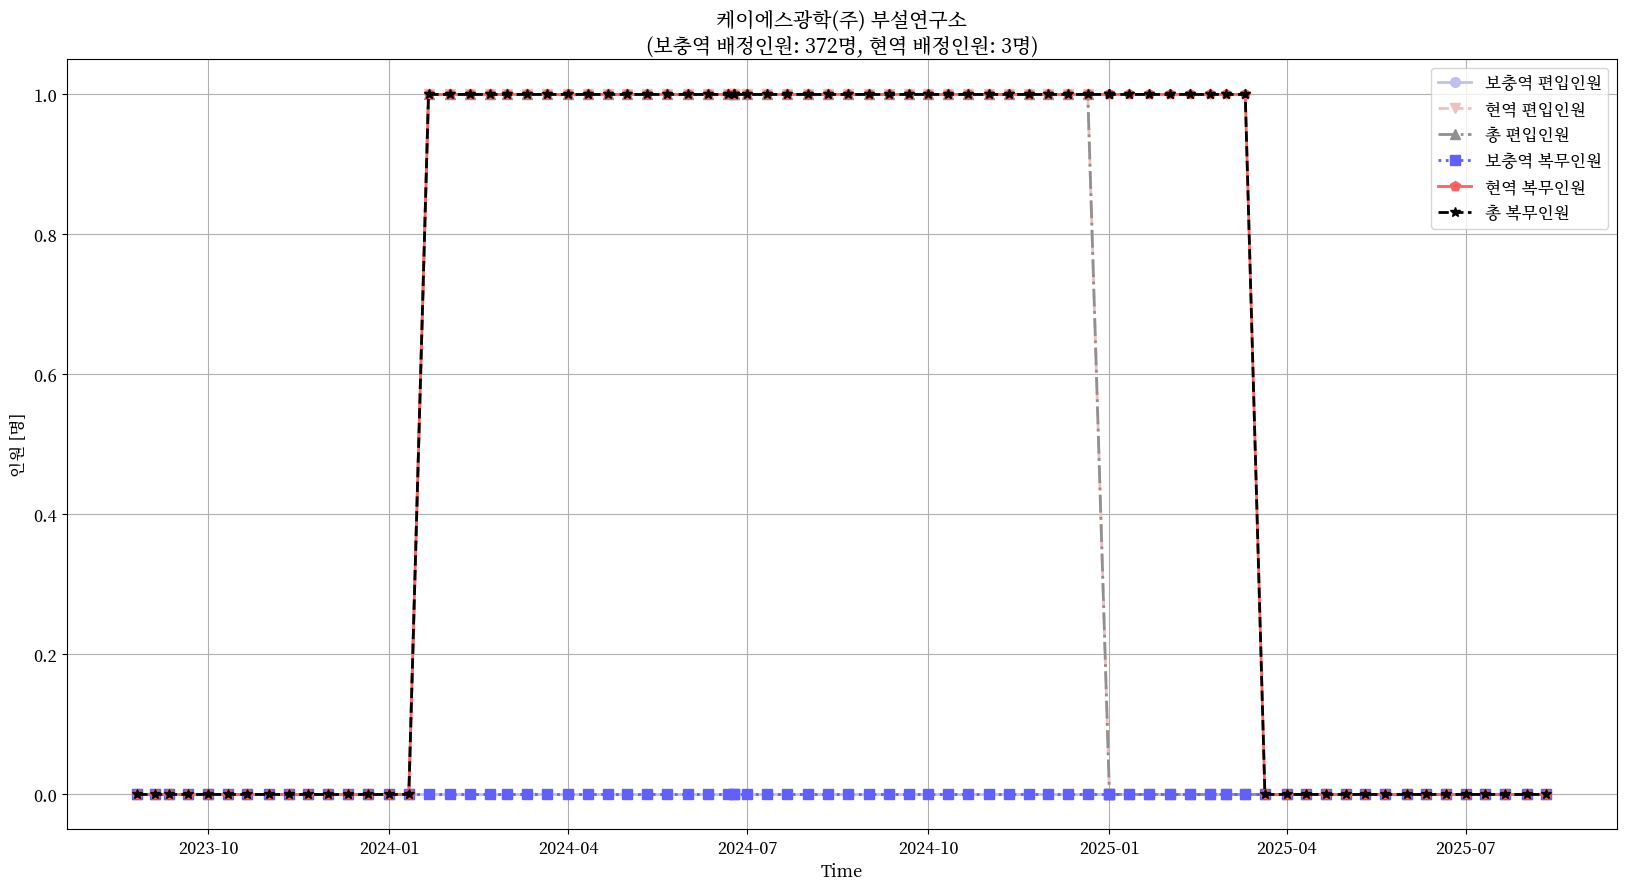 케이에스광학(주) 부설연구소
(보충역 배정인원: 372명, 현역 배정인원: 3명)
보충역 편입인원
현역 편입인원
총 편입인원
보충역 복무인원
현역 복무인원
총 복무인원
1.0
0.8
0.6
0.4
0.2
0.0
인원 [명]
2023-10
2024-01
2024-04
2024-07
2024-10
2025-01
2025-04
2025-07
Time